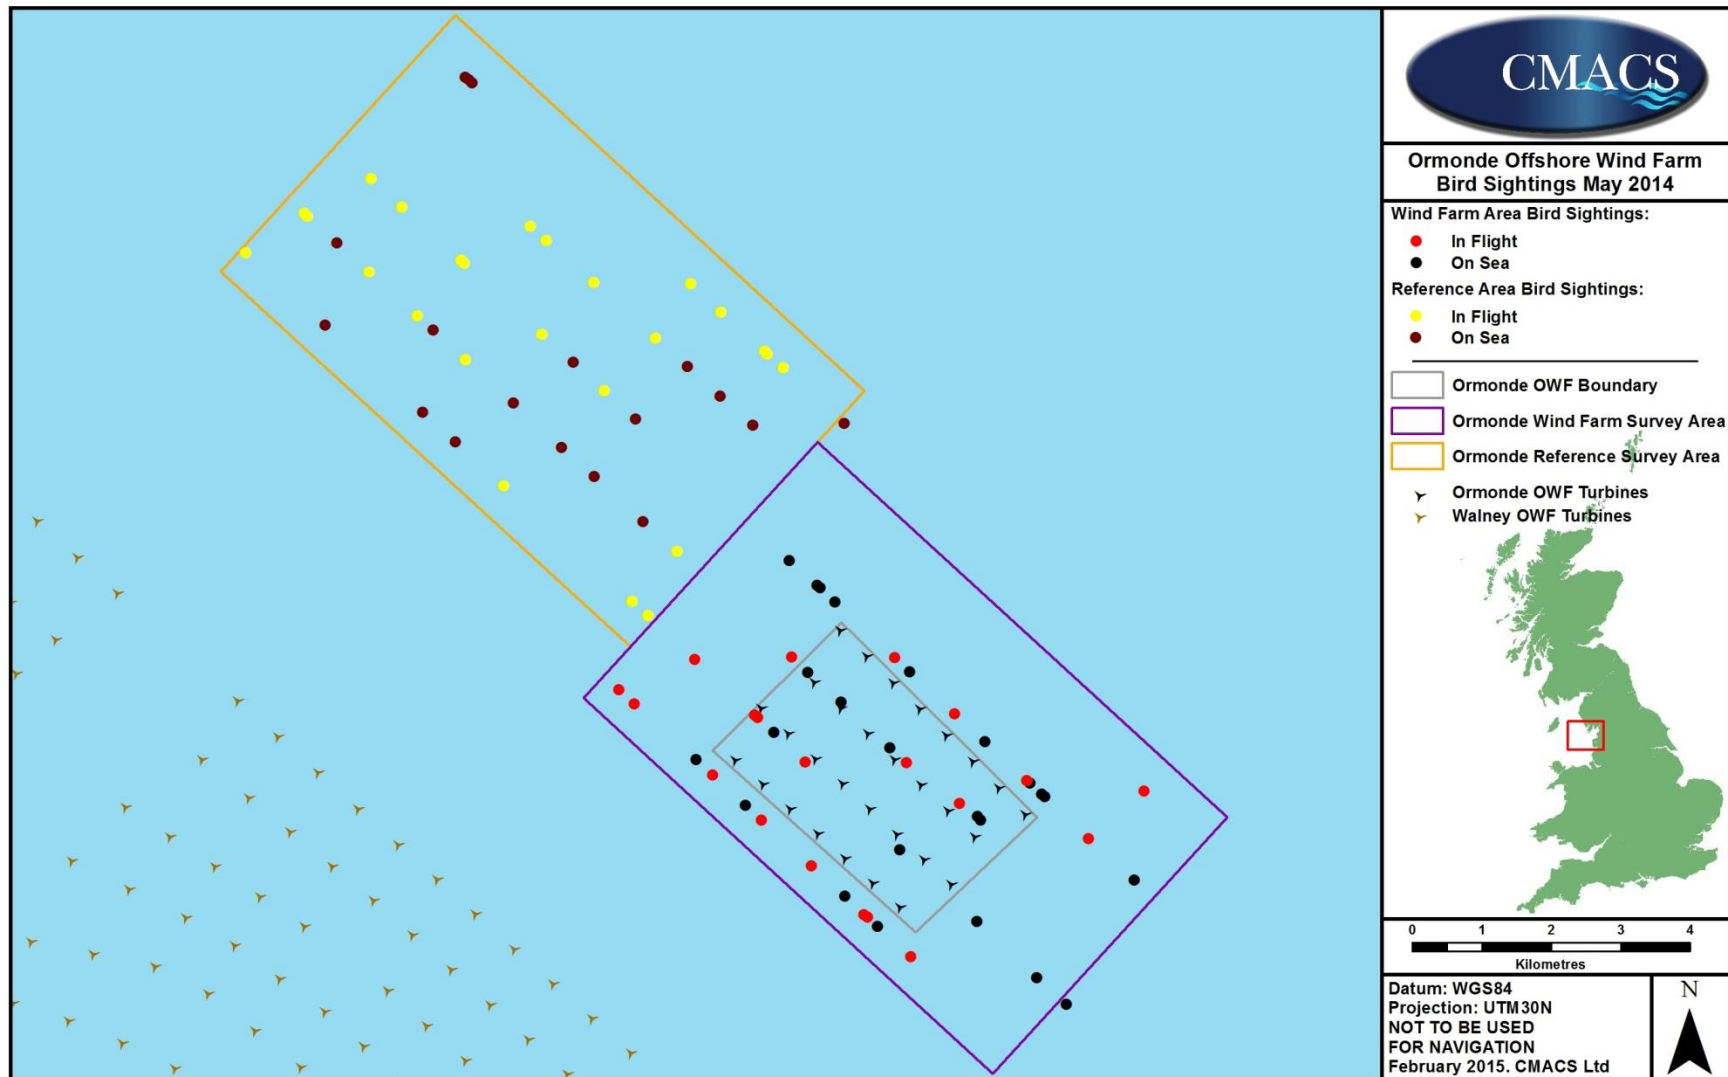 CMACS
Ormonde Offshore Wind Farm
Bird Sightings May 2014
Wind Farm Area Bird Sightings:
In Flight
On Sea
Reference Area Bird Sightings:
In Flight
On Sea
Ormonde OWF Boundary
Ormonde Wind Farm Survey Area
Ormonde Reference Survey Area
Ormonde OWF Turbines
Walney OWF Turbines
0 1 2 3 4
Kilometres
Datum: WGS84
Projection: UTM30N
NOT TO BE USED
FOR NAVIGATION
February 2015. CMACS Ltd
N